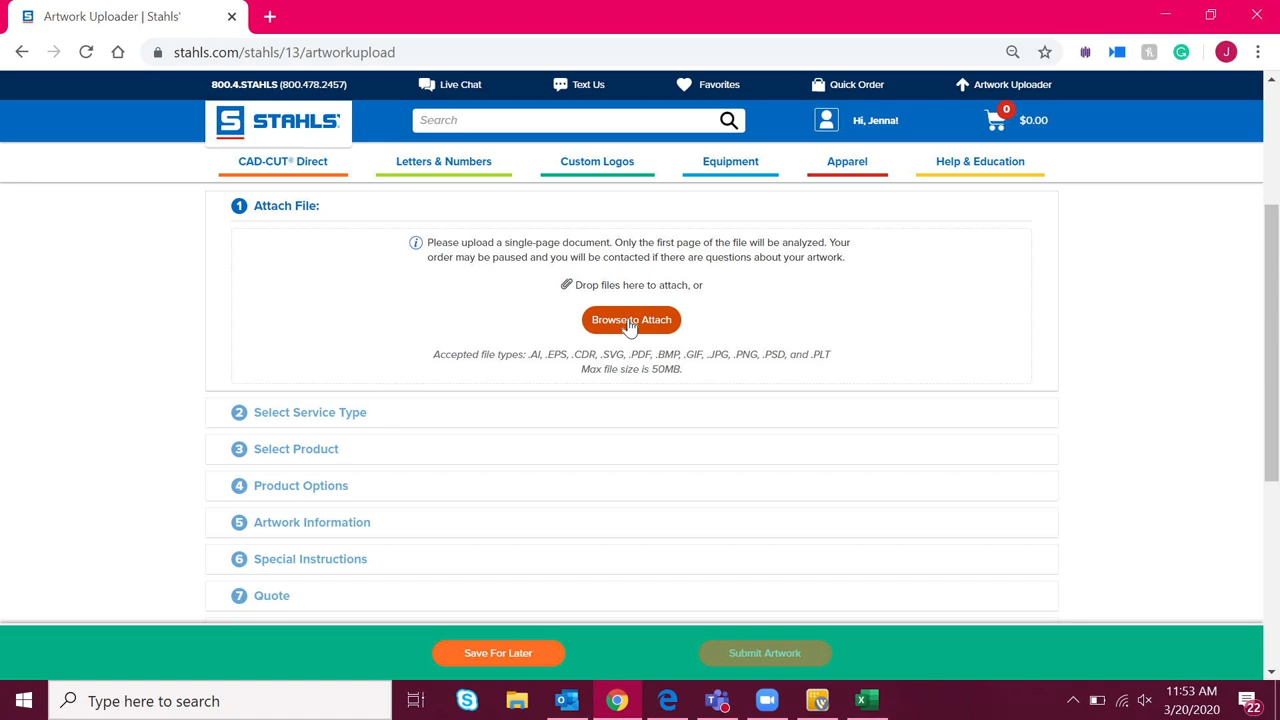 Artwork Uploader | Stahls'
stahls.com/stahls/13/artworkupload
J
800.4.STAHLS (800.478.2457)
Live Chat
Text Us
Favorites
Quick Order
Artwork Uploader
S STAHLS'
Search
Hi, Jenna!
0
$0.00
CAD-CUT® Direct
Letters & Numbers
Custom Logos
Equipment
Apparel
Help & Education
1 Attach File:
Please upload a single-page document. Only the first page of the file will be analyzed. Your
order may be paused and you will be contacted if there are questions about your artwork.
Drop files here to attach, or
Browse to Attach
Accepted file types: .AI, .EPS, .CDR, .SVG, .PDF, .BMP, .GIF, .JPG, .PNG, .PSD, and .PLT
Max file size is 50MB.
2 Select Service Type
3 Select Product
4 Product Options
5 Artwork Information
6 Special Instructions
7 Quote
Save For Later
Submit Artwork
Type here to search
11:53 AM
3/20/2020
22